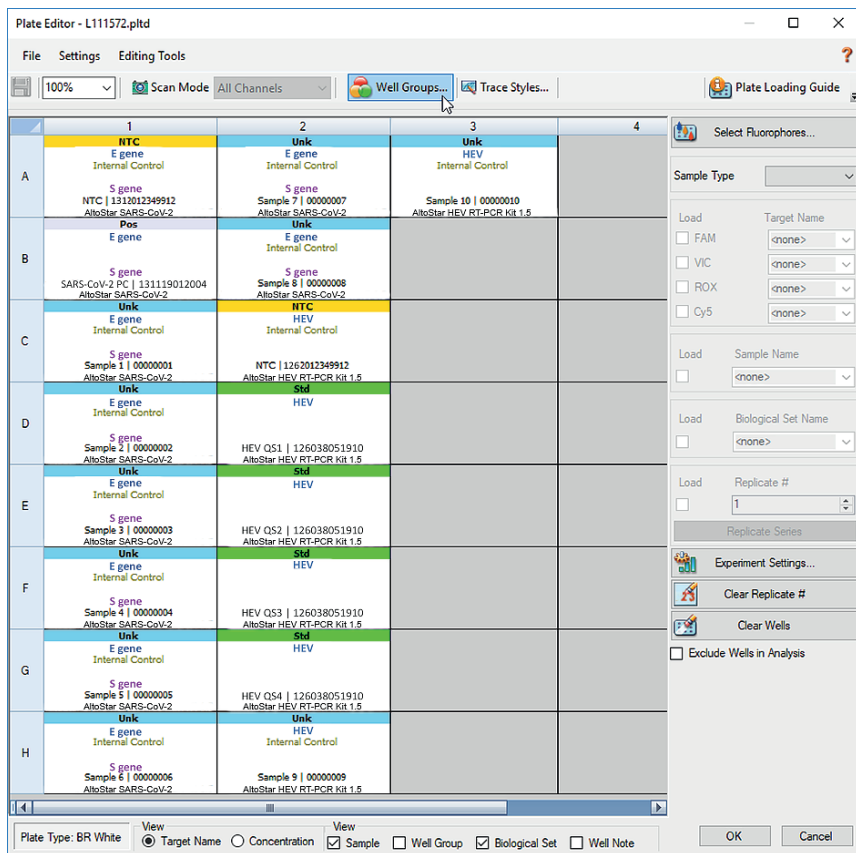 Plate Editor - L111572.pltd
File Settings Editing Tools ?
100% Scan Mode All Channels Well Groups... Trace Styles... Plate Loading Guide
1 2 3 4
A
NTC
E gene
Internal Control
S gene
NTC | 1312012349912
AltoStar SARS-CoV-2
Unk
E gene
Internal Control
S gene
Sample 7 | 00000007
AltoStar SARS-CoV-2
Unk
HEV
Internal Control
Sample 10 | 00000010
AltoStar HEV RT-PCR Kit 1.5
B
Pos
E gene
S gene
SARS-CoV-2 PC | 131119012004
AltoStar SARS-CoV-2
Unk
E gene
Internal Control
S gene
Sample 8 | 00000008
AltoStar SARS-CoV-2
C
Unk
E gene
Internal Control
S gene
Sample 1 | 00000001
AltoStar SARS-CoV-2
NTC
HEV
Internal Control
NTC | 1262012349912
AltoStar HEV RT-PCR Kit 1.5
D
Unk
E gene
Internal Control
S gene
Sample 2 | 00000002
AltoStar SARS-CoV-2
Std
HEV
HEV QS1 | 126038051910
AltoStar HEV RT-PCR Kit 1.5
E
Unk
E gene
Internal Control
S gene
Sample 3 | 00000003
AltoStar SARS-CoV-2
Std
HEV
HEV QS2 | 126038051910
AltoStar HEV RT-PCR Kit 1.5
F
Unk
E gene
Internal Control
S gene
Sample 4 | 00000004
AltoStar SARS-CoV-2
Std
HEV
HEV QS3 | 126038051910
AltoStar HEV RT-PCR Kit 1.5
G
Unk
E gene
Internal Control
S gene
Sample 5 | 00000005
AltoStar SARS-CoV-2
Std
HEV
HEV QS4 | 126038051910
AltoStar HEV RT-PCR Kit 1.5
H
Unk
E gene
Internal Control
S gene
Sample 6 | 00000006
AltoStar SARS-CoV-2
Unk
HEV
Internal Control
Sample 9 | 00000009
AltoStar HEV RT-PCR Kit 1.5
Select Fluorophores...
Sample Type
Load Target Name
FAM <none>
VIC <none>
ROX <none>
Cy5 <none>
Load Sample Name
<none>
Load Biological Set Name
<none>
Load Replicate #
1
Replicate Series
Experiment Settings...
Clear Replicate #
Clear Wells
Exclude Wells in Analysis
Plate Type: BR White
View
Target Name Concentration
View
Sample Well Group Biological Set Well Note
OK Cancel